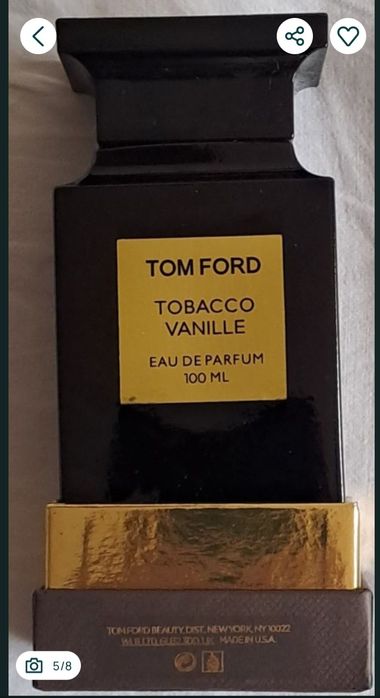 TOM FORD
TOBACCO
VANILLE
EAU DE PARFUM
100 ML
TOM FORD BEAUTY, DIST. NEW YORK, NY 10022
MADE IN U.S.A.
5/8